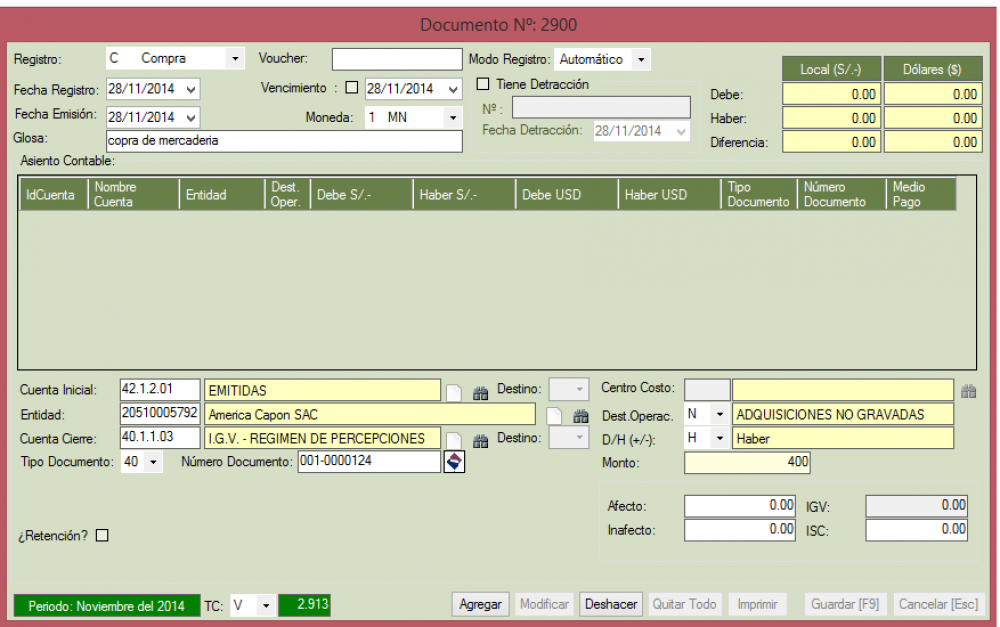 Documento Nº: 2900
Registro: C Compra Voucher: Modo Registro: Automático
Local (S/.-) Dólares ($)
Fecha Registro: 28/11/2014 Vencimiento : 28/11/2014 Tiene Detracción
Debe: 0.00 0.00
Nº :
Fecha Emisión: 28/11/2014 Moneda: 1 MN
Haber: 0.00 0.00
Fecha Detracción: 28/11/2014
Glosa: copra de mercaderia
Diferencia: 0.00 0.00
Asiento Contable:
IdCuenta Nombre Cuenta Entidad Dest. Oper. Debe S/.- Haber S/.- Debe USD Haber USD Tipo Documento Número Documento Medio Pago
Cuenta Inicial: 42.1.2.01 EMITIDAS Destino: Centro Costo:
Entidad: 20510005792 America Capon SAC Dest.Operac. N ADQUISICIONES NO GRAVADAS
Cuenta Cierre: 40.1.1.03 I.G.V. - REGIMEN DE PERCEPCIONES Destino: D/H (+/-): H Haber
Tipo Documento: 40 Número Documento: 001-0000124 Monto: 400
Afecto: 0.00 IGV: 0.00
Inafecto: 0.00 ISC: 0.00
¿Retención?
Periodo: Noviembre del 2014 TC: V 2.913 Agregar Modificar Deshacer Quitar Todo Imprimir Guardar [F9] Cancelar [Esc]